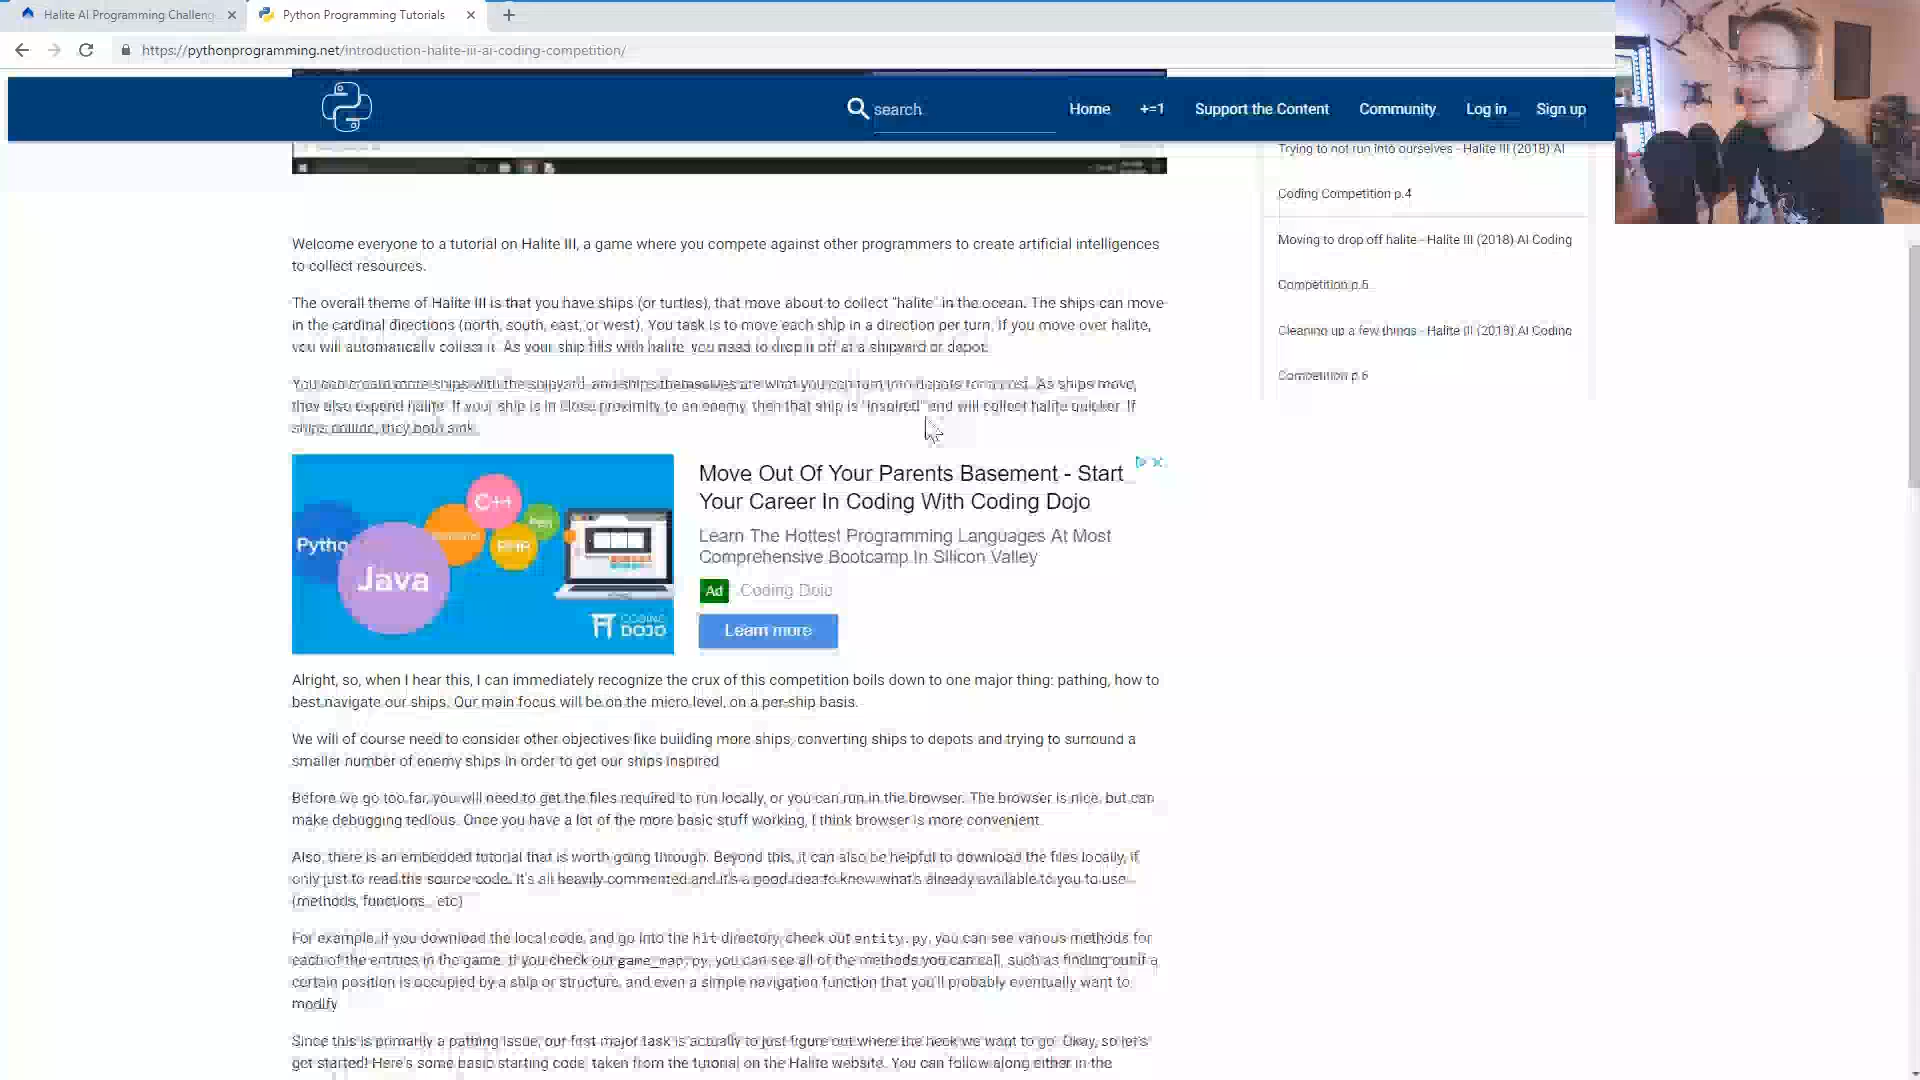 Halite AI Programming Challeng
Python Programming Tutorials
https://pythonprogramming.net/introduction-halite-iii-ai-coding-competition/
search
Home
+=1
Support the Content
Community
Log in
Sign up
Trying to not run into ourselves - Halite III (2018) AI
Coding Competition p.4
Moving to drop off halite - Halite III (2018) AI Coding
Competition p.5
Cleaning up a few things - Halite III (2018) AI Coding
Competition p.6
Welcome everyone to a tutorial on Halite III, a game where you compete against other programmers to create artificial intelligences
to collect resources.
The overall theme of Halite III is that you have ships (or turtles), that move about to collect "halite" in the ocean. The ships can move
in the cardinal directions (north, south, east, or west). You task is to move each ship in a direction per turn. If you move over halite,
you will automatically collect it. As your ship fills with halite, you need to drop it off at a shipyard or depot.
You can create more ships with the shipyard, and ships themselves are what you can turn into depots for a cost. As ships move,
they also expend halite. If your ship is in close proximity to an enemy, then that ship is "inspired" and will collect halite quicker. If
ships collide, they both sink.
Python
Java
C++
Ruby
PHP
CODING
DOJO
Move Out Of Your Parents Basement - Start
Your Career In Coding With Coding Dojo
Learn The Hottest Programming Languages At Most
Comprehensive Bootcamp In Silicon Valley
Ad Coding Dojo
Learn more
Alright, so, when I hear this, I can immediately recognize the crux of this competition boils down to one major thing: pathing, how to
best navigate our ships. Our main focus will be on the micro level, on a per-ship basis.
We will of course need to consider other objectives like building more ships, converting ships to depots and trying to surround a
smaller number of enemy ships in order to get our ships inspired
Before we go too far, you will need to get the files required to run locally, or you can run in the browser. The browser is nice, but can
make debugging tedious. Once you have a lot of the more basic stuff working, I think browser is more convenient.
Also, there is an embedded tutorial that is worth going through. Beyond this, it can also be helpful to download the files locally, if
only just to read the source code. It's all heavily commented and it's a good idea to know what's already available to you to use
(methods, functions.. etc)
For example, if you download the local code, and go into the hlt directory, check out entity.py, you can see various methods for
each of the entities in the game. If you check out game_map.py, you can see all of the methods you can call, such as finding out if a
certain position is occupied by a ship or structure, and even a simple navigation function that you'll probably eventually want to
modify
Since this is primarily a pathing issue, our first major task is actually to just figure out where the heck we want to go. Okay, so let's
get started! Here's some basic starting code, taken from the tutorial on the Halite website. You can follow along either in the